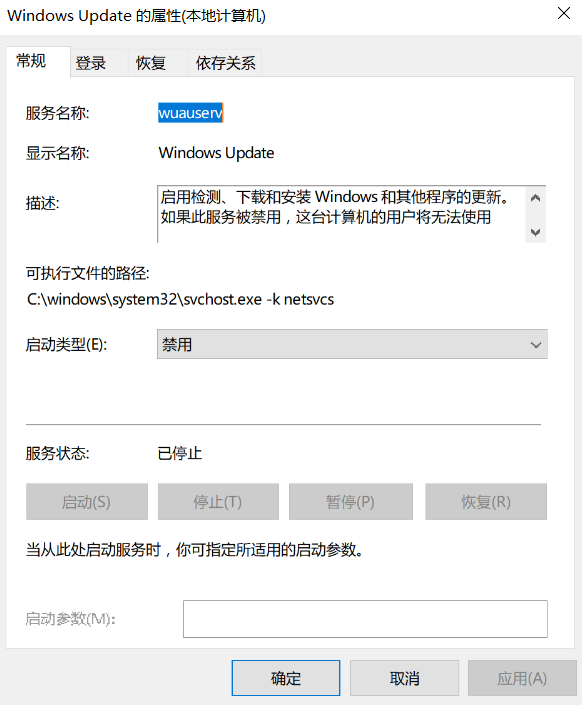 Windows Update 的属性(本地计算机)
常规 登录 恢复 依存关系
服务名称: wuauserv
显示名称: Windows Update
描述: 启用检测、下载和安装 Windows 和其他程序的更新。
如果此服务被禁用，这台计算机的用户将无法使用
可执行文件的路径:
C:\windows\system32\svchost.exe -k netsvcs
启动类型(E): 禁用
服务状态: 已停止
启动(S) 停止(T) 暂停(P) 恢复(R)
当从此处启动服务时，你可指定所适用的启动参数。
启动参数(M):
确定 取消 应用(A)